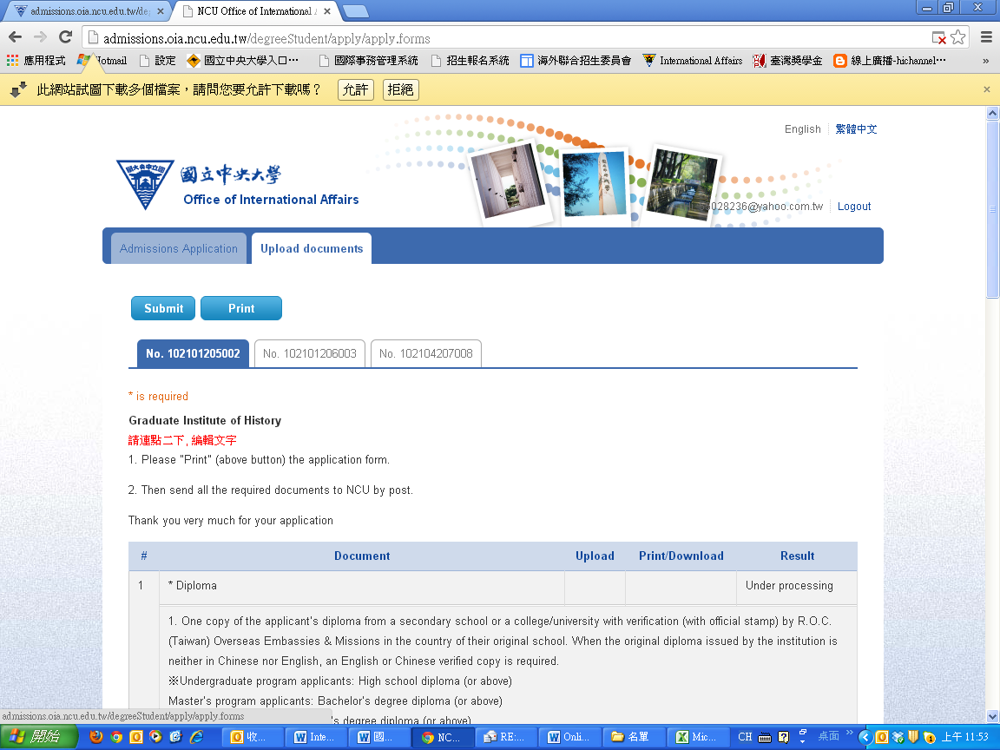 admissions.oia.ncu.edu.tw/de
NCU Office of International
admissions.oia.ncu.edu.tw/degreeStudent/apply/apply.forms
應用程式 Hotmail 設定 國立中央大學入口… 國際事務管理系統 招生報名系統 海外聯合招生委員會 International Affairs 臺灣獎學金 線上廣播-hichannel… »
此網站試圖下載多個檔案，請問您要允許下載嗎？ 允許 拒絕
English 繁體中文
國立中央大學
Office of International Affairs
028236@yahoo.com.tw Logout
Admissions Application Upload documents
Submit Print
No. 102101205002 No. 102101206003 No. 102104207008
* is required
Graduate Institute of History
請連點二下, 編輯文字
1. Please "Print" (above button) the application form.
2. Then send all the required documents to NCU by post.
Thank you very much for your application
# Document Upload Print/Download Result
1 * Diploma Under processing
1. One copy of the applicant's diploma from a secondary school or a college/university with verification (with official stamp) by R.O.C.
(Taiwan) Overseas Embassies & Missions in the country of their original school. When the original diploma issued by the institution is
neither in Chinese nor English, an English or Chinese verified copy is required.
※Undergraduate program applicants: High school diploma (or above)
Master's program applicants: Bachelor's degree diploma (or above)
's degree diploma (or above)
admissions.oia.ncu.edu.tw/degreeStudent/apply/apply.forms
開始 收... Inte... 國... NC... RE:... Onli... 名單 Mic... CH 桌面 » 上午 11:53